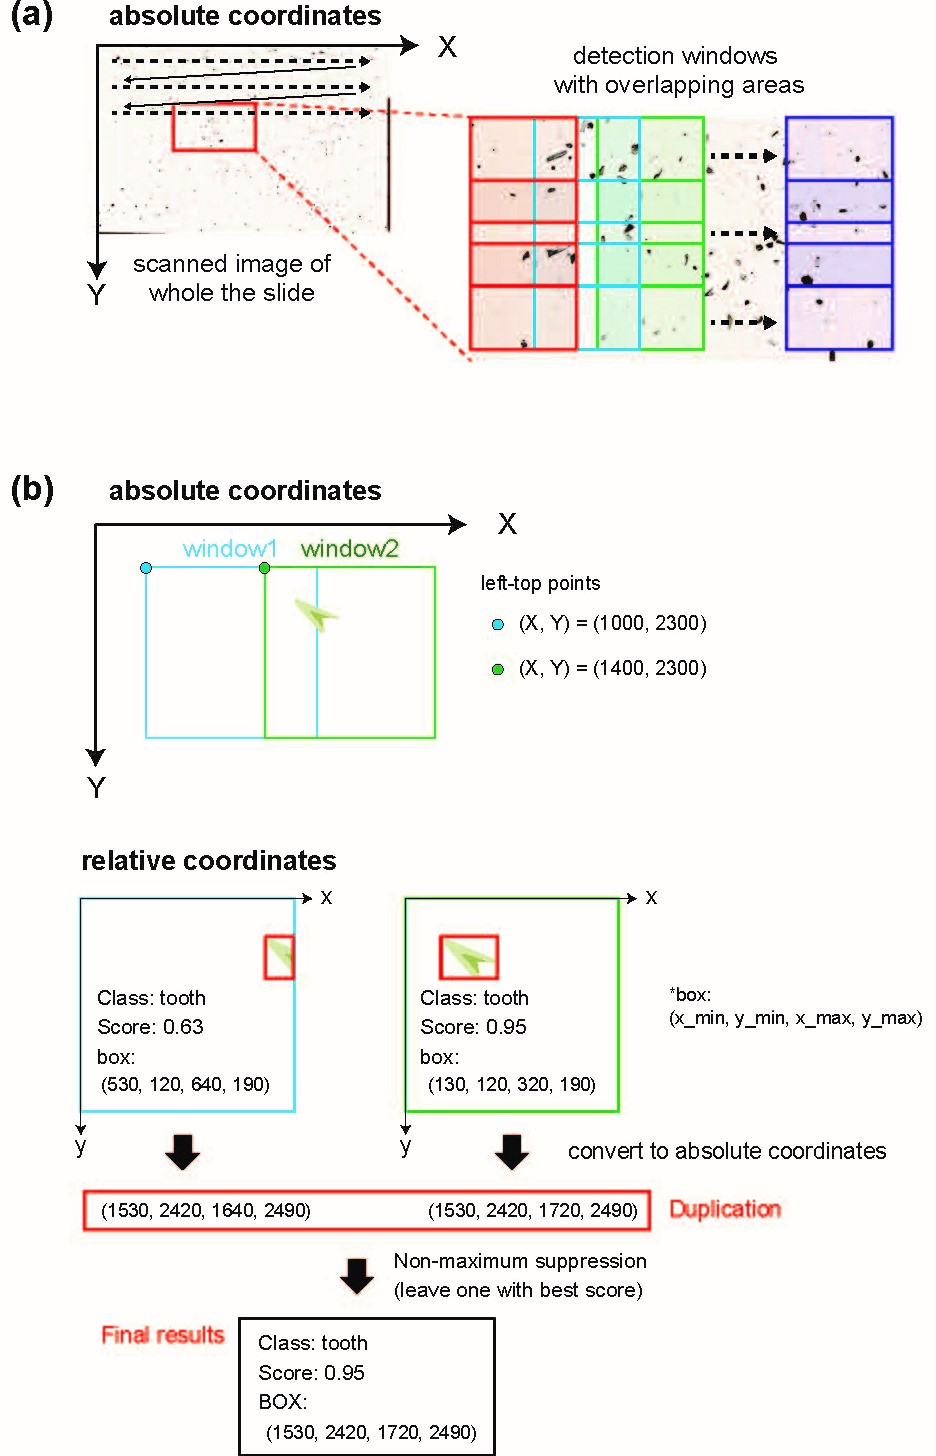 (a) absolute coordinates
X
detection windows
with overlapping areas
scanned image of
whole the slide
Y
(b) absolute coordinates
X
window1 window2
left-top points
(X, Y) = (1000, 2300)
(X, Y) = (1400, 2300)
Y
relative coordinates
x x
Class: tooth
Score: 0.63
box:
(530, 120, 640, 190)
Class: tooth
Score: 0.95
box:
(130, 120, 320, 190)
*box:
(x_min, y_min, x_max, y_max)
y y
convert to absolute coordinates
(1530, 2420, 1640, 2490) (1530, 2420, 1720, 2490) Duplication
Non-maximum suppression
(leave one with best score)
Final results
Class: tooth
Score: 0.95
BOX:
(1530, 2420, 1720, 2490)